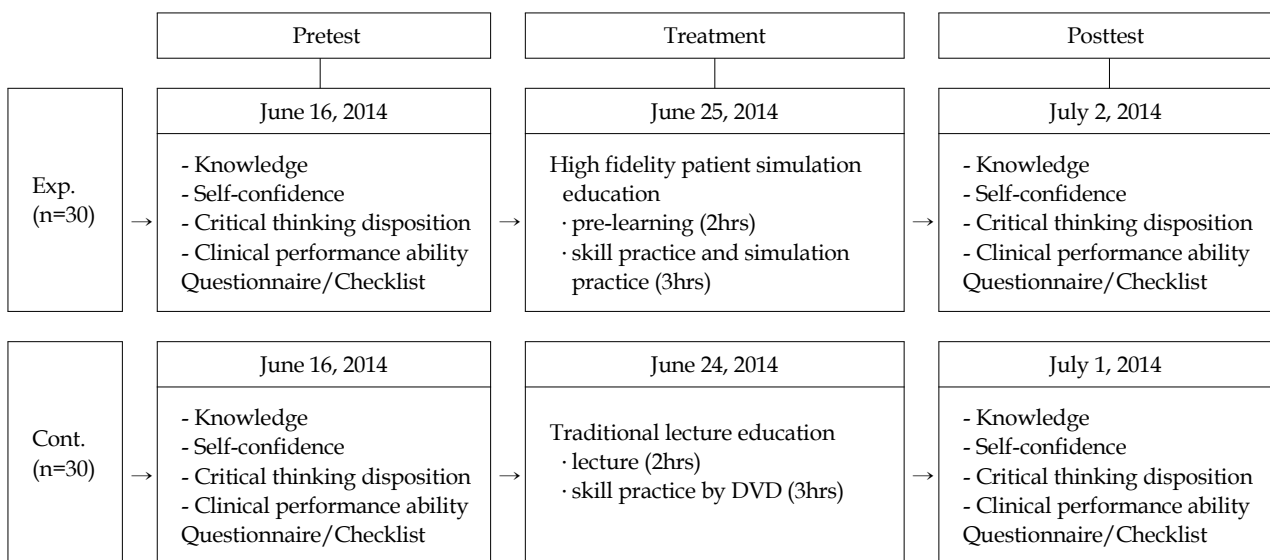 Pretest
Treatment
Posttest
Exp.
(n=30)
→
June 16, 2014
- Knowledge
- Self-confidence
- Critical thinking disposition
- Clinical performance ability
Questionnaire/Checklist
→
June 25, 2014
High fidelity patient simulation
education
· pre-learning (2hrs)
· skill practice and simulation
practice (3hrs)
→
July 2, 2014
- Knowledge
- Self-confidence
- Critical thinking disposition
- Clinical performance ability
Questionnaire/Checklist
Cont.
(n=30)
→
June 16, 2014
- Knowledge
- Self-confidence
- Critical thinking disposition
- Clinical performance ability
Questionnaire/Checklist
→
June 24, 2014
Traditional lecture education
· lecture (2hrs)
· skill practice by DVD (3hrs)
→
July 1, 2014
- Knowledge
- Self-confidence
- Critical thinking disposition
- Clinical performance ability
Questionnaire/Checklist